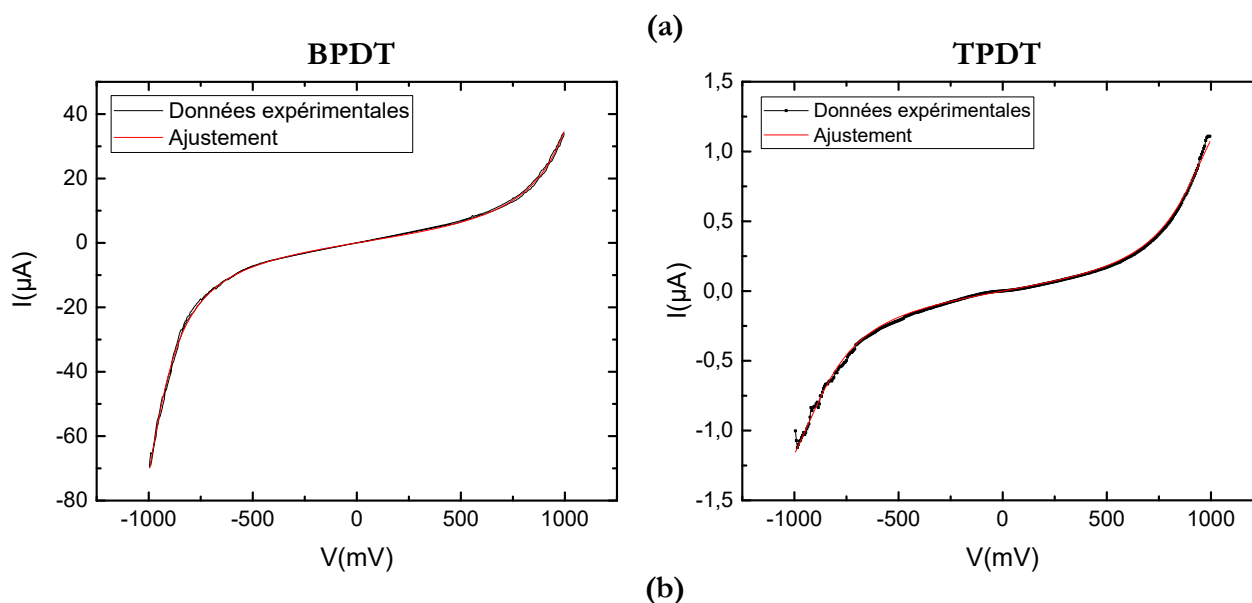 (a)
BPDT
Données expérimentales
Ajustement
40
20
0
-20
-40
-60
-80
I(µA)
-1000 -500 0 500 1000
V(mV)
TPDT
Données expérimentales
Ajustement
1,5
1,0
0,5
0,0
-0,5
-1,0
-1,5
I(µA)
-1000 -500 0 500 1000
V(mV)
(b)